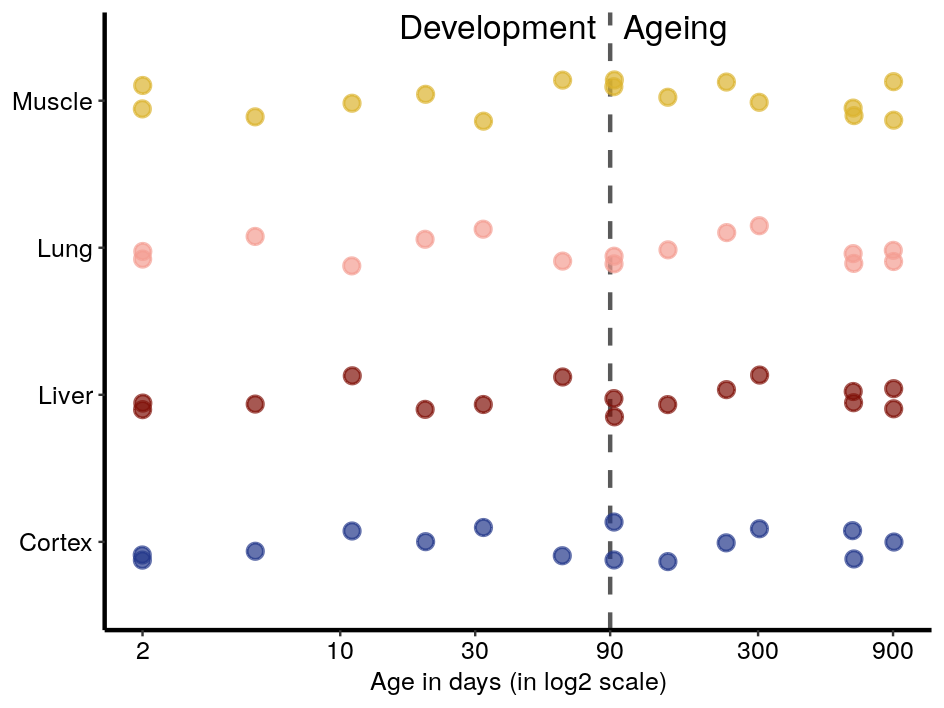 Development Ageing
Muscle
Lung
Liver
Cortex
2 10 30 90 300 900
Age in days (in log2 scale)